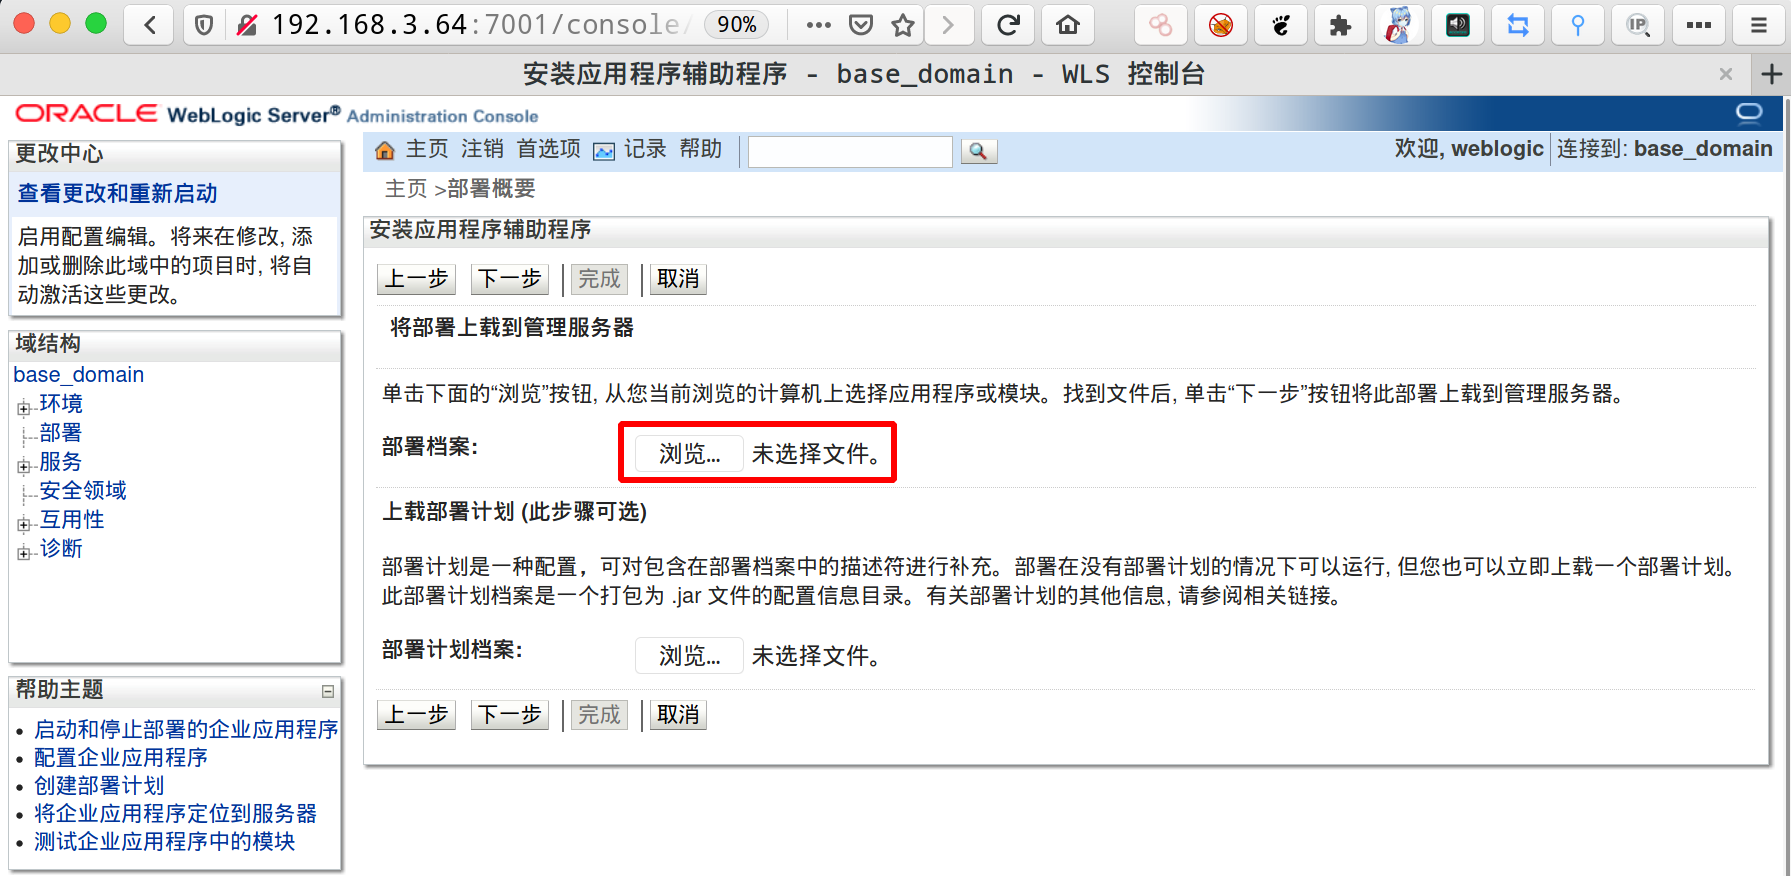 192.168.3.64:7001/console/
90%
IP
安装应用程序辅助程序 - base_domain - WLS 控制台
ORACLE WebLogic Server® Administration Console
更改中心
查看更改和重新启动
启用配置编辑。将来在修改, 添
加或删除此域中的项目时, 将自
动激活这些更改。
域结构
base_domain
环境
部署
服务
安全领域
互用性
诊断
帮助主题
启动和停止部署的企业应用程序
配置企业应用程序
创建部署计划
将企业应用程序定位到服务器
测试企业应用程序中的模块
主页 注销 首选项 记录 帮助
欢迎, weblogic 连接到: base_domain
主页 >部署概要
安装应用程序辅助程序
上一步 下一步 完成 取消
将部署上载到管理服务器
单击下面的“浏览”按钮, 从您当前浏览的计算机上选择应用程序或模块。找到文件后, 单击“下一步”按钮将此部署上载到管理服务器。
部署档案: 浏览... 未选择文件。
上载部署计划 (此步骤可选)
部署计划是一种配置，可对包含在部署档案中的描述符进行补充。部署在没有部署计划的情况下可以运行, 但您也可以立即上载一个部署计划。
此部署计划档案是一个打包为 .jar 文件的配置信息目录。有关部署计划的其他信息, 请参阅相关链接。
部署计划档案: 浏览... 未选择文件。
上一步 下一步 完成 取消